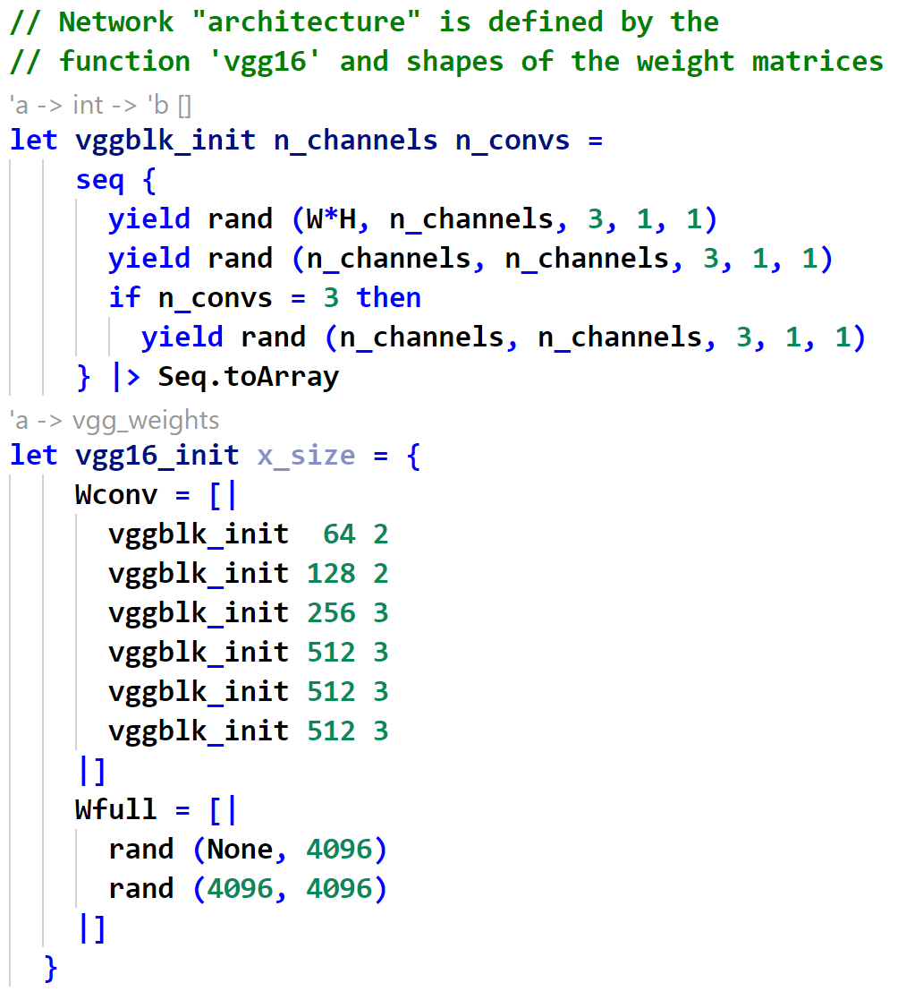 // Network "architecture" is defined by the
// function 'vgg16' and shapes of the weight matrices
'a -> int -> 'b []
let vggblk_init n_channels n_convs =
    seq {
      yield rand (W*H, n_channels, 3, 1, 1)
      yield rand (n_channels, n_channels, 3, 1, 1)
      if n_convs = 3 then
        yield rand (n_channels, n_channels, 3, 1, 1)
    } |> Seq.toArray
'a -> vgg_weights
let vgg16_init x_size = {
    Wconv = [|
      vggblk_init  64 2
      vggblk_init 128 2
      vggblk_init 256 3
      vggblk_init 512 3
      vggblk_init 512 3
      vggblk_init 512 3
    |]
    Wfull = [|
      rand (None, 4096)
      rand (4096, 4096)
    |]
  }